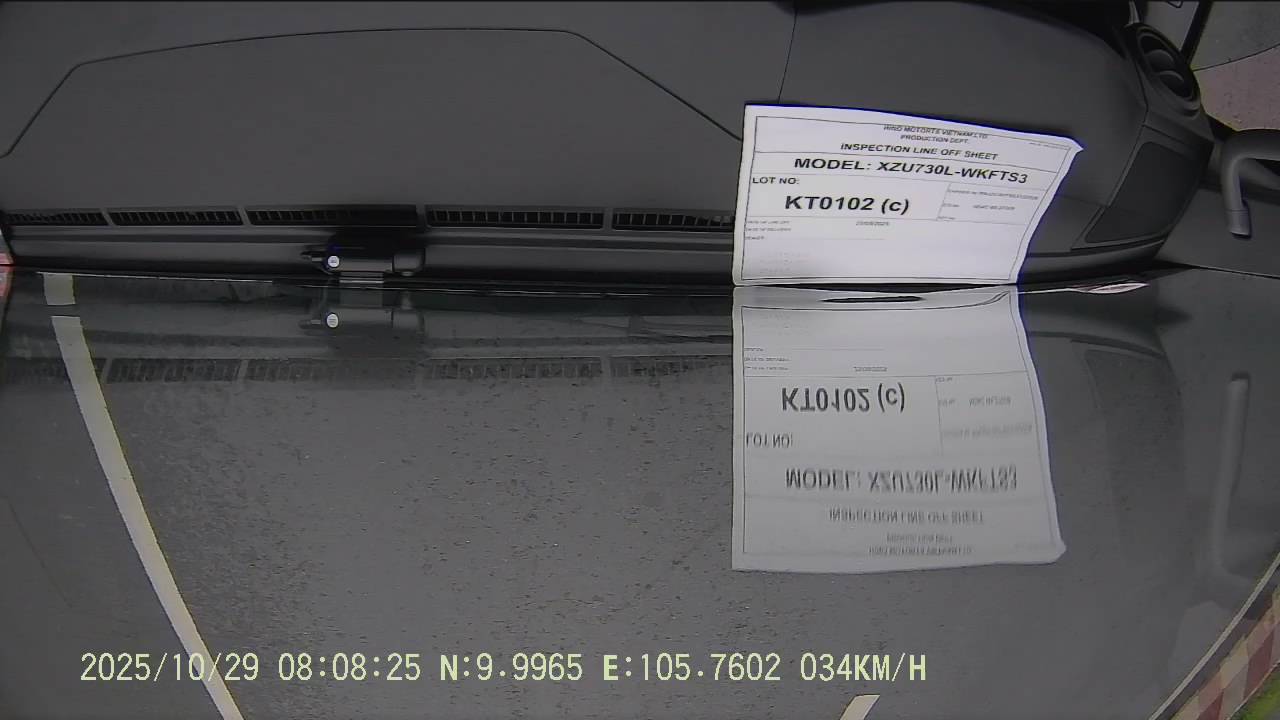 HINO MOTORTS VIETNAM.LTD
PRODUCTION DEPT.
INSPECTION LINE OFF SHEET
MODEL: XZU730L-WKFTS3
LOT NO:
KT0102 (c)
2025/10/29 08:08:25 N:9.9965 E:105.7602 034KM/H